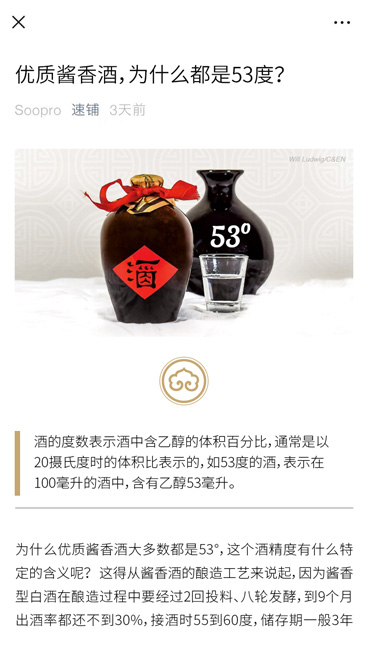 优质酱香酒，为什么都是53度？
Soopro 速铺 3天前
Will Ludwig/C&EN
53º
酒
酒的度数表示酒中含乙醇的体积百分比，通常是以
20摄氏度时的体积比表示的，如53度的酒，表示在
100毫升的酒中，含有乙醇53毫升。
为什么优质酱香酒大多数都是53°，这个酒精度有什么特
定的含义呢？ 这得从酱香酒的酿造工艺来说起，因为酱香
型白酒在酿造过程中要经过2回投料、八轮发酵，到9个月
出酒率都还不到30%，接酒时55到60度，储存期一般3年